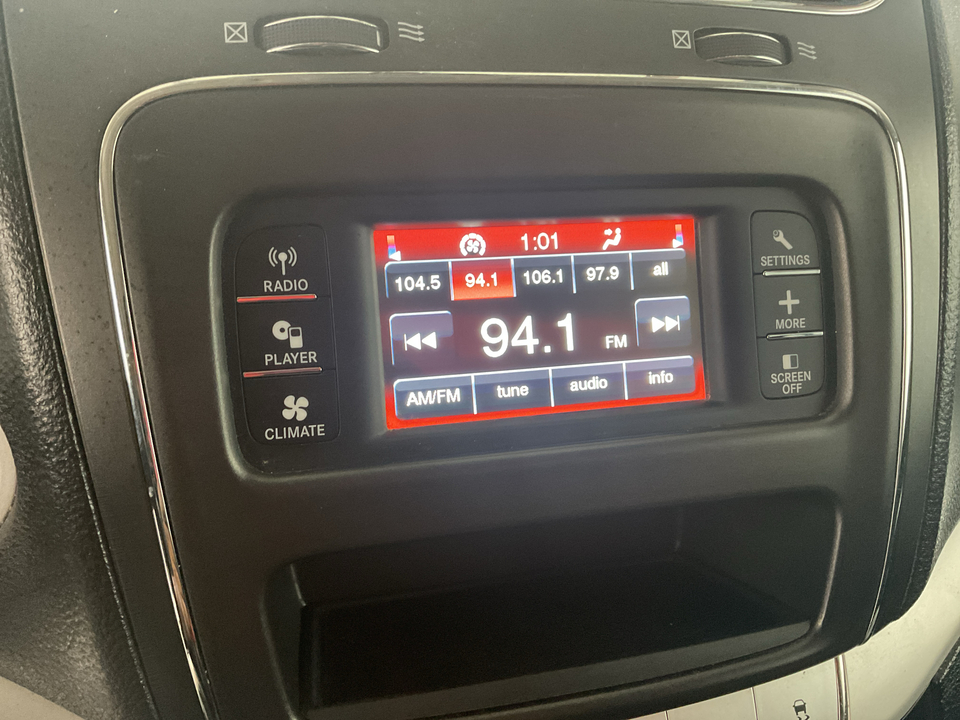 1:01
104.5 94.1 106.1 97.9 all
94.1 FM
AM/FM tune audio info
RADIO
PLAYER
CLIMATE
SETTINGS
MORE
SCREEN
OFF